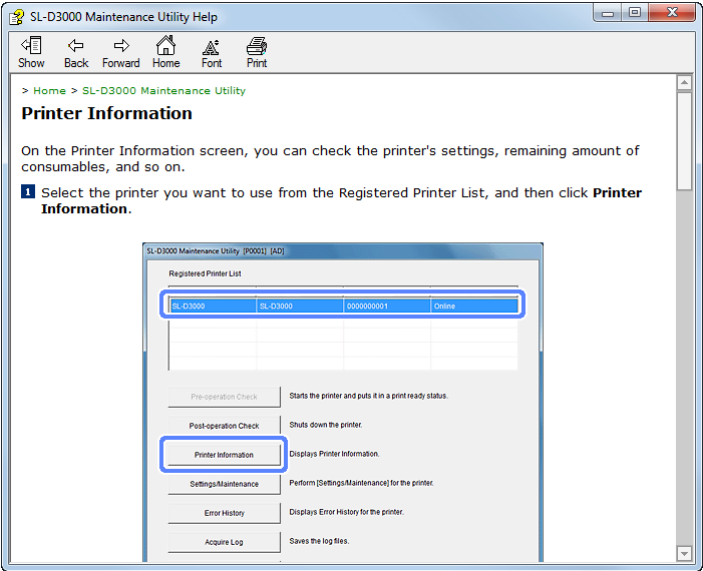 SL-D3000 Maintenance Utility Help
Show Back Forward Home Font Print
> Home > SL-D3000 Maintenance Utility
Printer Information
On the Printer Information screen, you can check the printer's settings, remaining amount of
consumables, and so on.
1 Select the printer you want to use from the Registered Printer List, and then click Printer
Information.
SL-D3000 Maintenance Utility [P0001] [AD]
Registered Printer List
SL-D3000 SL-D3000 0000000001 Online
Pre-operation Check Starts the printer and puts it in a print ready status.
Post-operation Check Shuts down the printer.
Printer Information Displays Printer Information.
Settings/Maintenance Perform [Settings/Maintenance] for the printer.
Error History Displays Error History for the printer.
Acquire Log Saves the log files.